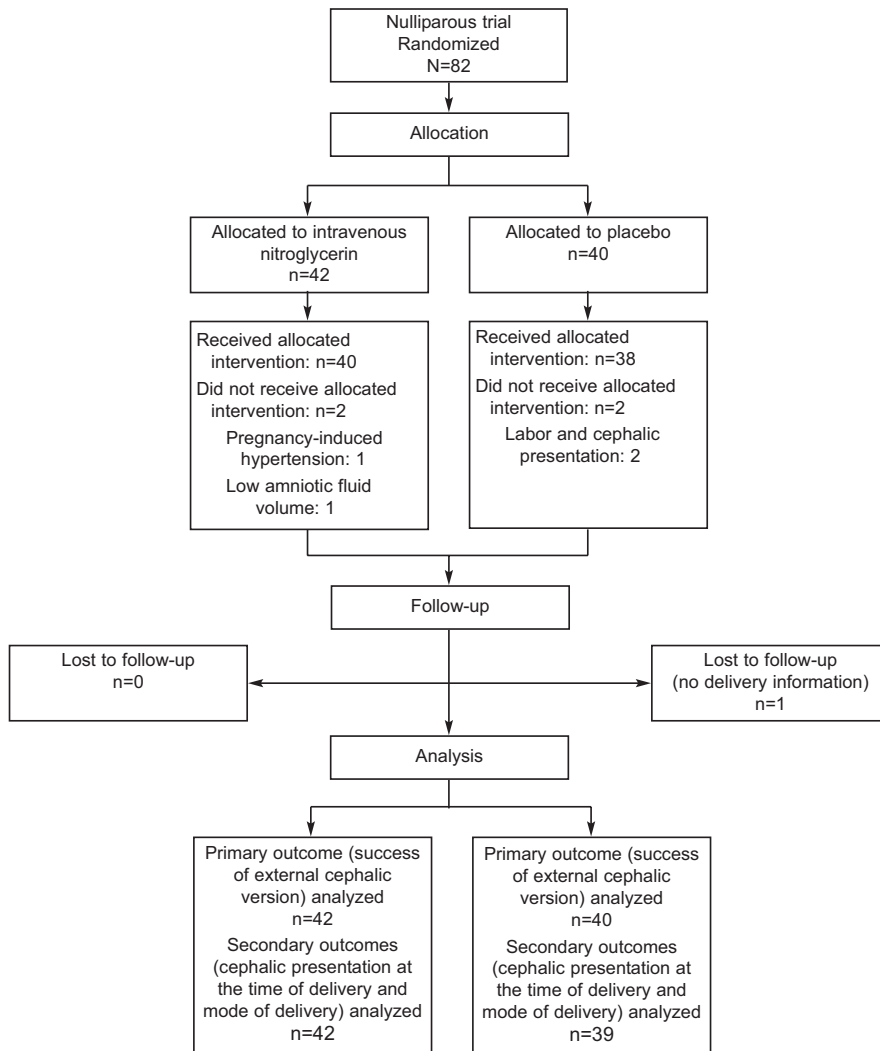 Nulliparous trial
Randomized
N=82
Allocation
Allocated to intravenous
nitroglycerin
n=42
Allocated to placebo
n=40
Received allocated
intervention: n=40
Did not receive allocated
intervention: n=2
Pregnancy-induced
hypertension: 1
Low amniotic fluid
volume: 1
Received allocated
intervention: n=38
Did not receive allocated
intervention: n=2
Labor and cephalic
presentation: 2
Follow-up
Lost to follow-up
n=0
Lost to follow-up
(no delivery information)
n=1
Analysis
Primary outcome (success
of external cephalic
version) analyzed
n=42
Secondary outcomes
(cephalic presentation at
the time of delivery and
mode of delivery) analyzed
n=42
Primary outcome (success
of external cephalic
version) analyzed
n=40
Secondary outcomes
(cephalic presentation at
the time of delivery and
mode of delivery) analyzed
n=39